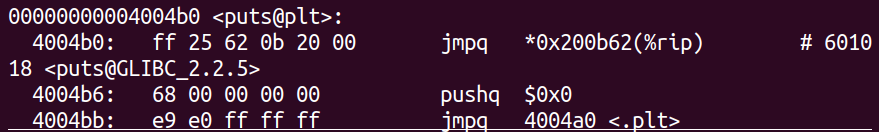 00000000004004b0 <puts@plt>:
  4004b0:	ff 25 62 0b 20 00    	jmpq   *0x200b62(%rip)        # 6010
18 <puts@GLIBC_2.2.5>
  4004b6:	68 00 00 00 00       	pushq  $0x0
  4004bb:	e9 e0 ff ff ff       	jmpq   4004a0 <.plt>